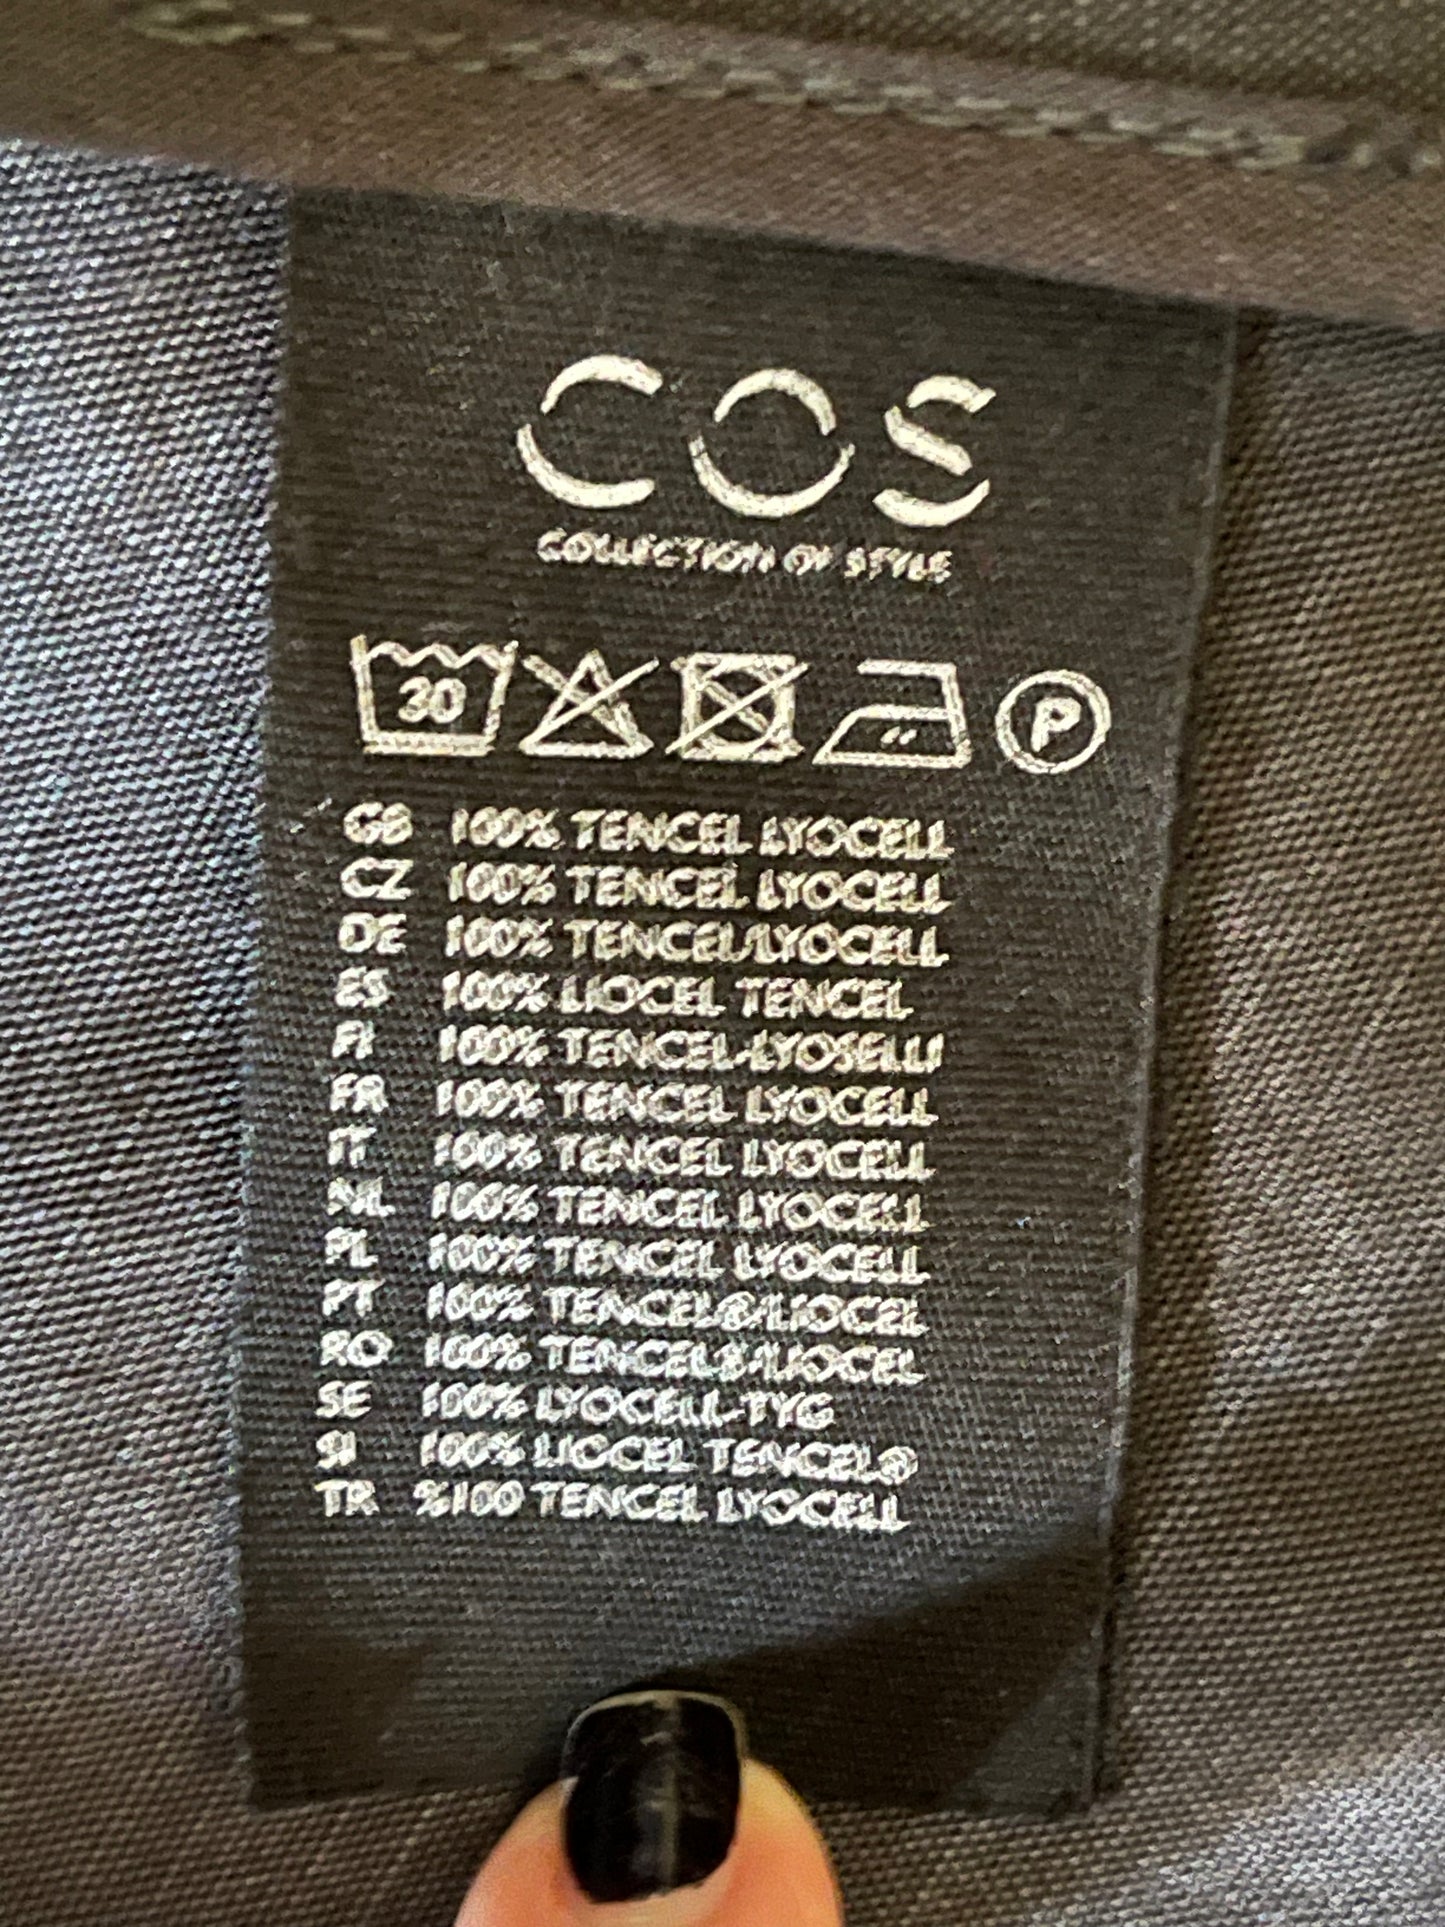 COS
COLLECTION OF STYLE
30 P
GB 100% TENCEL LYOCELL
CZ 100% TENCEL LYOCELL
DE 100% TENCEL/LYOCELL
ES 100% LIOCEL TENCEL
FI 100% TENCEL-LYOSELLI
FR 100% TENCEL LYOCELL
IT 100% TENCEL LYOCELL
NL 100% TENCEL LYOCELL
PL 100% TENCEL LYOCELL
PT 100% TENCEL®/LIOCEL
RO 100% TENCEL®/LIOCEL
SE 100% LYOCELL-TYG
SI 100% LIOCEL TENCEL®
TR %100 TENCEL LYOCELL